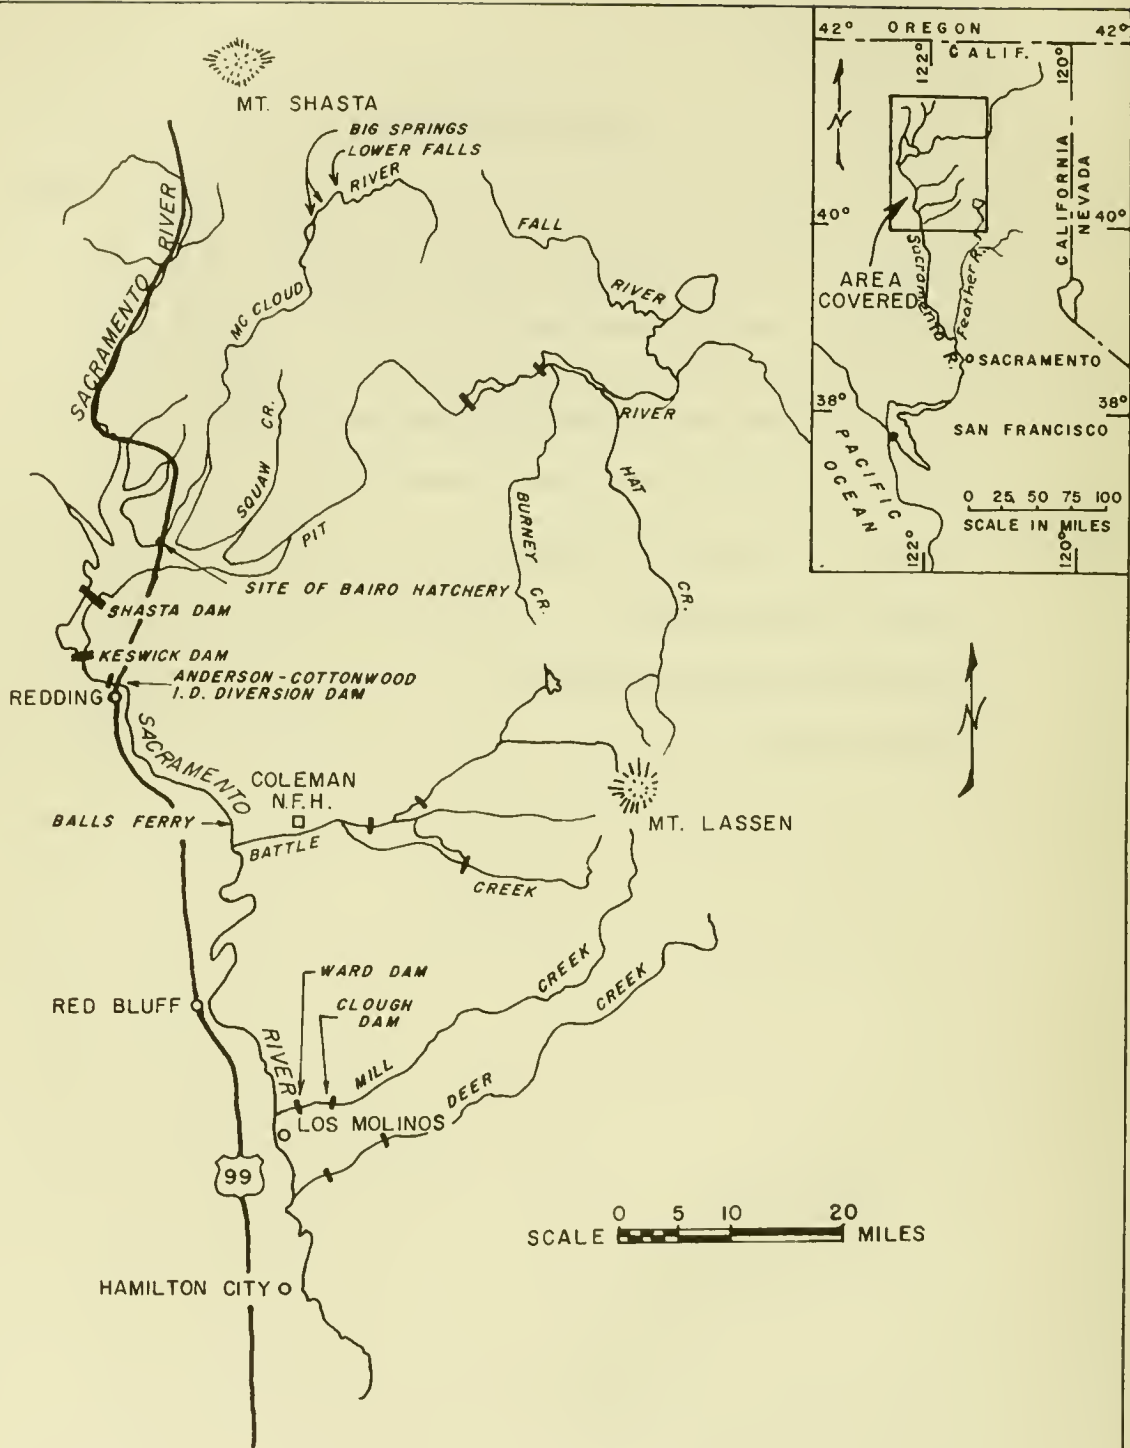 MT. SHASTA
BIG SPRINGS
LOWER FALLS
RIVER
SACRAMENTO RIVER
MC CLOUD
FALL
RIVER
SQUAW CR.
PIT
RIVER
HAT
CR.
BURNEY
CR.
SITE OF BAIRO HATCHERY
SHASTA DAM
KESWICK DAM
ANDERSON-COTTONWOOD
I.D. DIVERSION DAM
REDDING
SACRAMENTO
COLEMAN
N.F.H.
BALLS FERRY
BATTLE
CREEK
MT. LASSEN
WARD DAM
CLOUGH
DAM
RED BLUFF
RIVER
MILL
CREEK
DEER
CREEK
LOS MOLINOS
99
HAMILTON CITY
0 5 10 20
SCALE MILES
N
42° OREGON 42°
CALIF.
122°
120°
N
CALIFORNIA
NEVADA
40° 40°
AREA
COVERED
Sacramento R.
Feather R.
SACRAMENTO
38° 38°
SAN FRANCISCO
PACIFIC
OCEAN
0 25 50 75 100
SCALE IN MILES
122°
120°